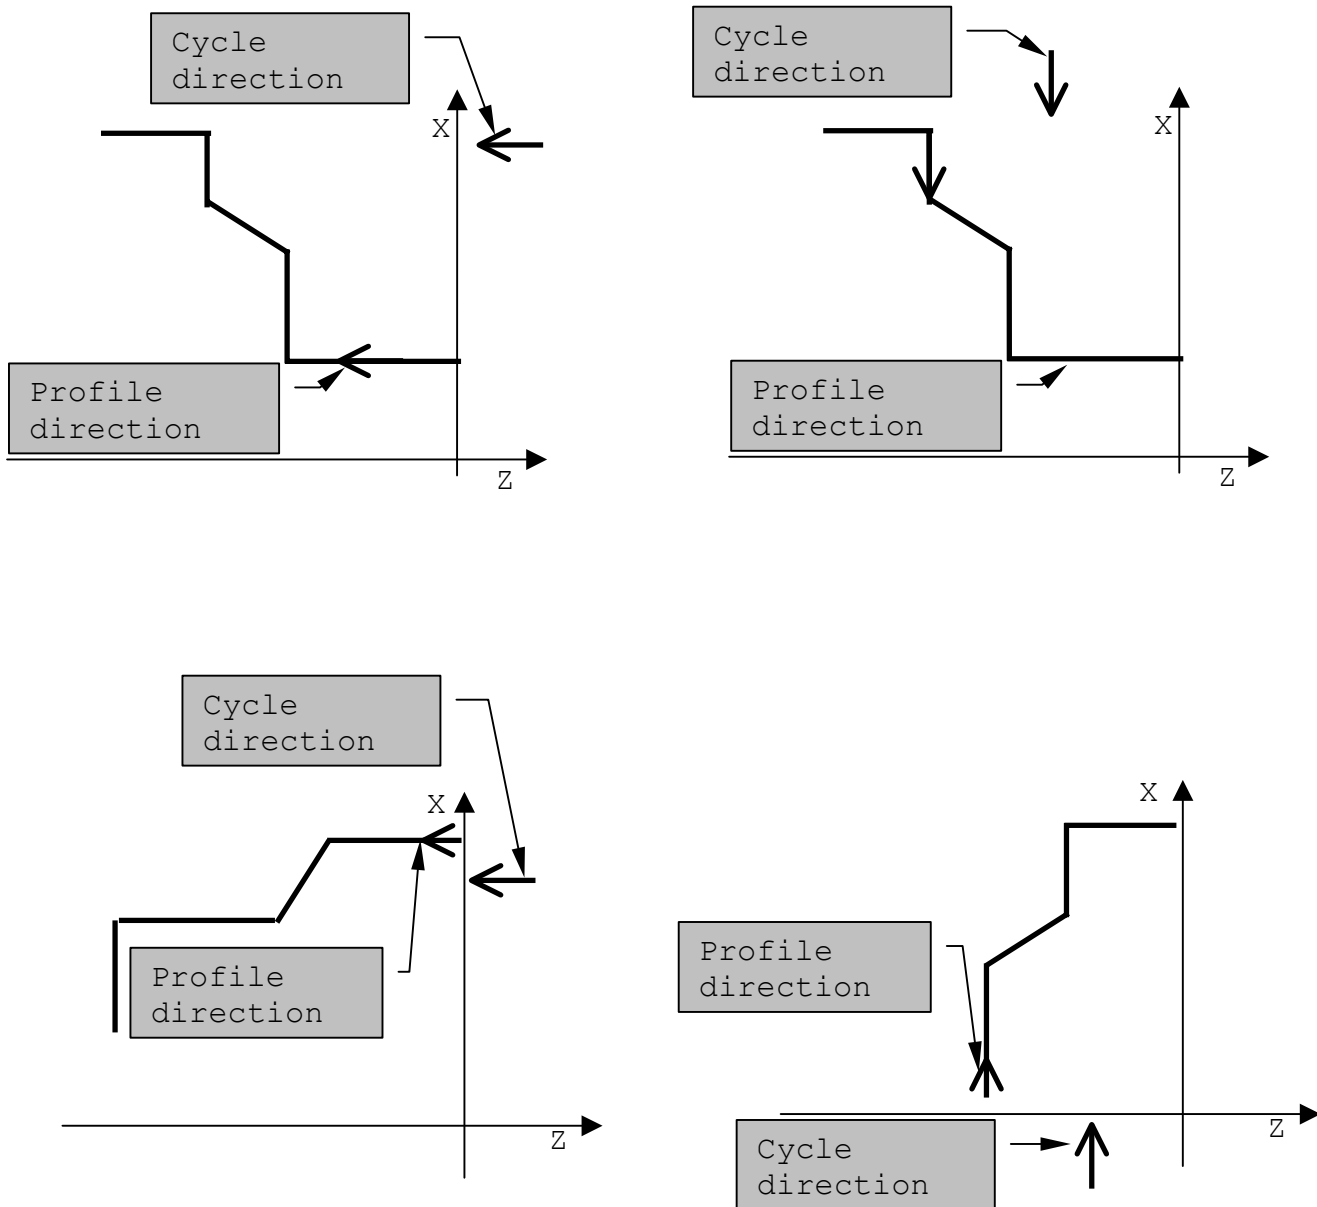 Cycle
direction
X
Profile
direction
Z
Cycle
direction
X
Profile
direction
Z
Cycle
direction
X
Profile
direction
Z
X
Profile
direction
Z
Cycle
direction